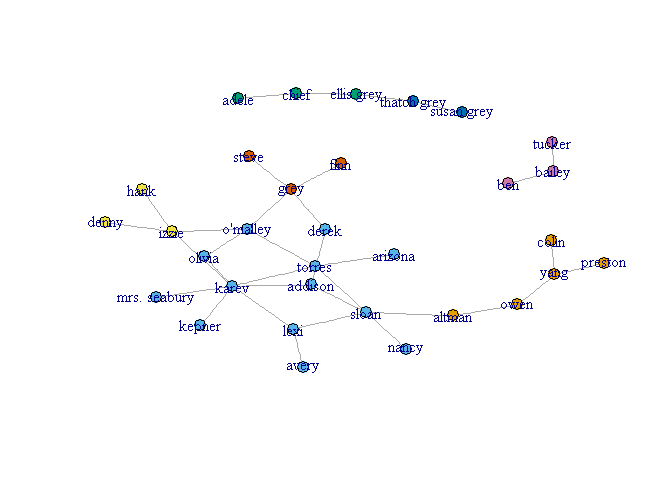 adele
chief
ellis grey
thatch grey
susan grey
tucker
steve
finn
bailey
ben
grey
hank
denny
izzie
o'malley
derek
colin
olivia
torres
arizona
yang
preston
karev
addison
mrs. seabury
owen
sloan
altman
kepner
lexi
nancy
avery